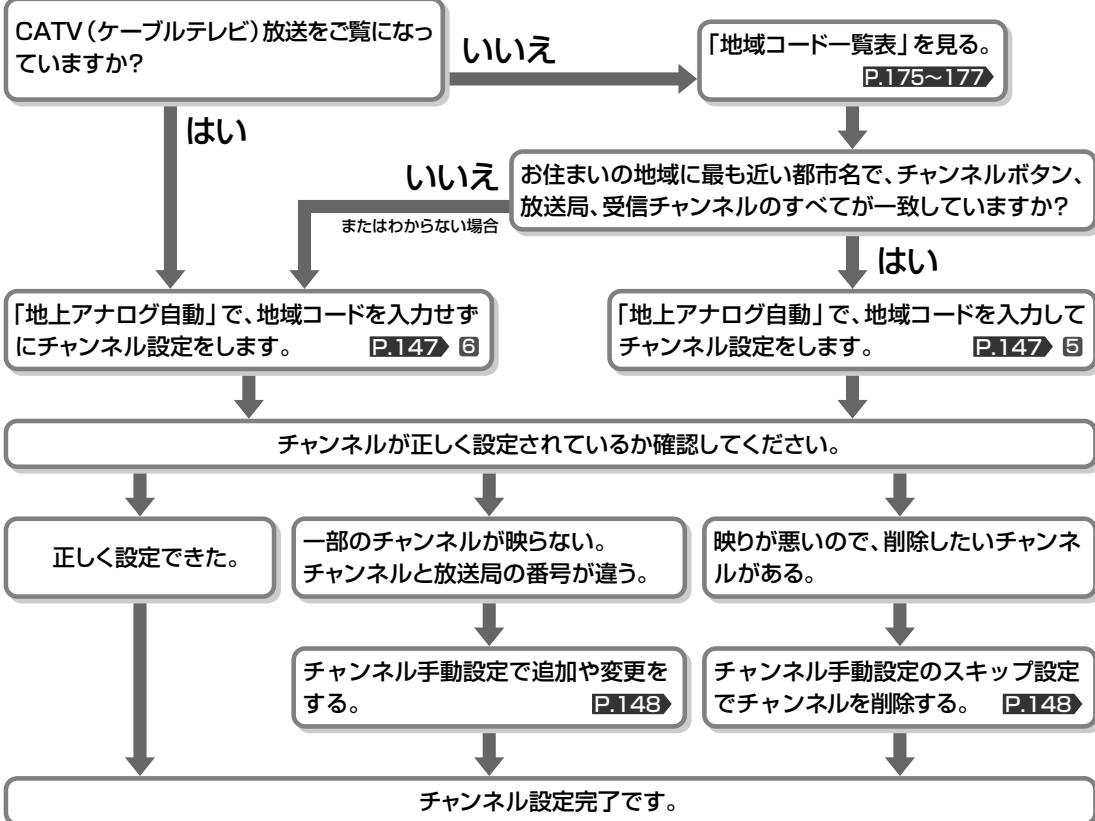 CATV(ケーブルテレビ)放送をご覧になっ
ていますか?
いいえ
「地域コード一覧表」を見る。
P.175〜177
はい
いいえ
またはわからない場合
お住まいの地域に最も近い都市名で、チャンネルボタン、
放送局、受信チャンネルのすべてが一致していますか?
はい
「地上アナログ自動」で、地域コードを入力せず
にチャンネル設定をします。 P.147 6
「地上アナログ自動」で、地域コードを入力して
チャンネル設定をします。 P.147 5
チャンネルが正しく設定されているか確認してください。
正しく設定できた。
一部のチャンネルが映らない。
チャンネルと放送局の番号が違う。
映りが悪いので、削除したいチャンネ
ルがある。
チャンネル手動設定で追加や変更を
する。 P.148
チャンネル手動設定のスキップ設定
でチャンネルを削除する。 P.148
チャンネル設定完了です。